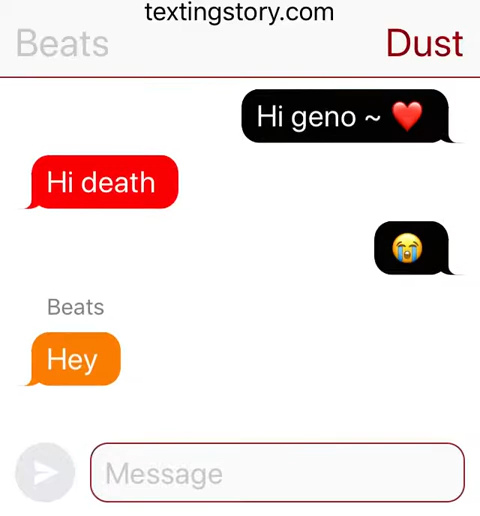 textingstory.com
Beats
Dust
Hi geno ~ ❤️
Hi death
😭
Beats
Hey
Message